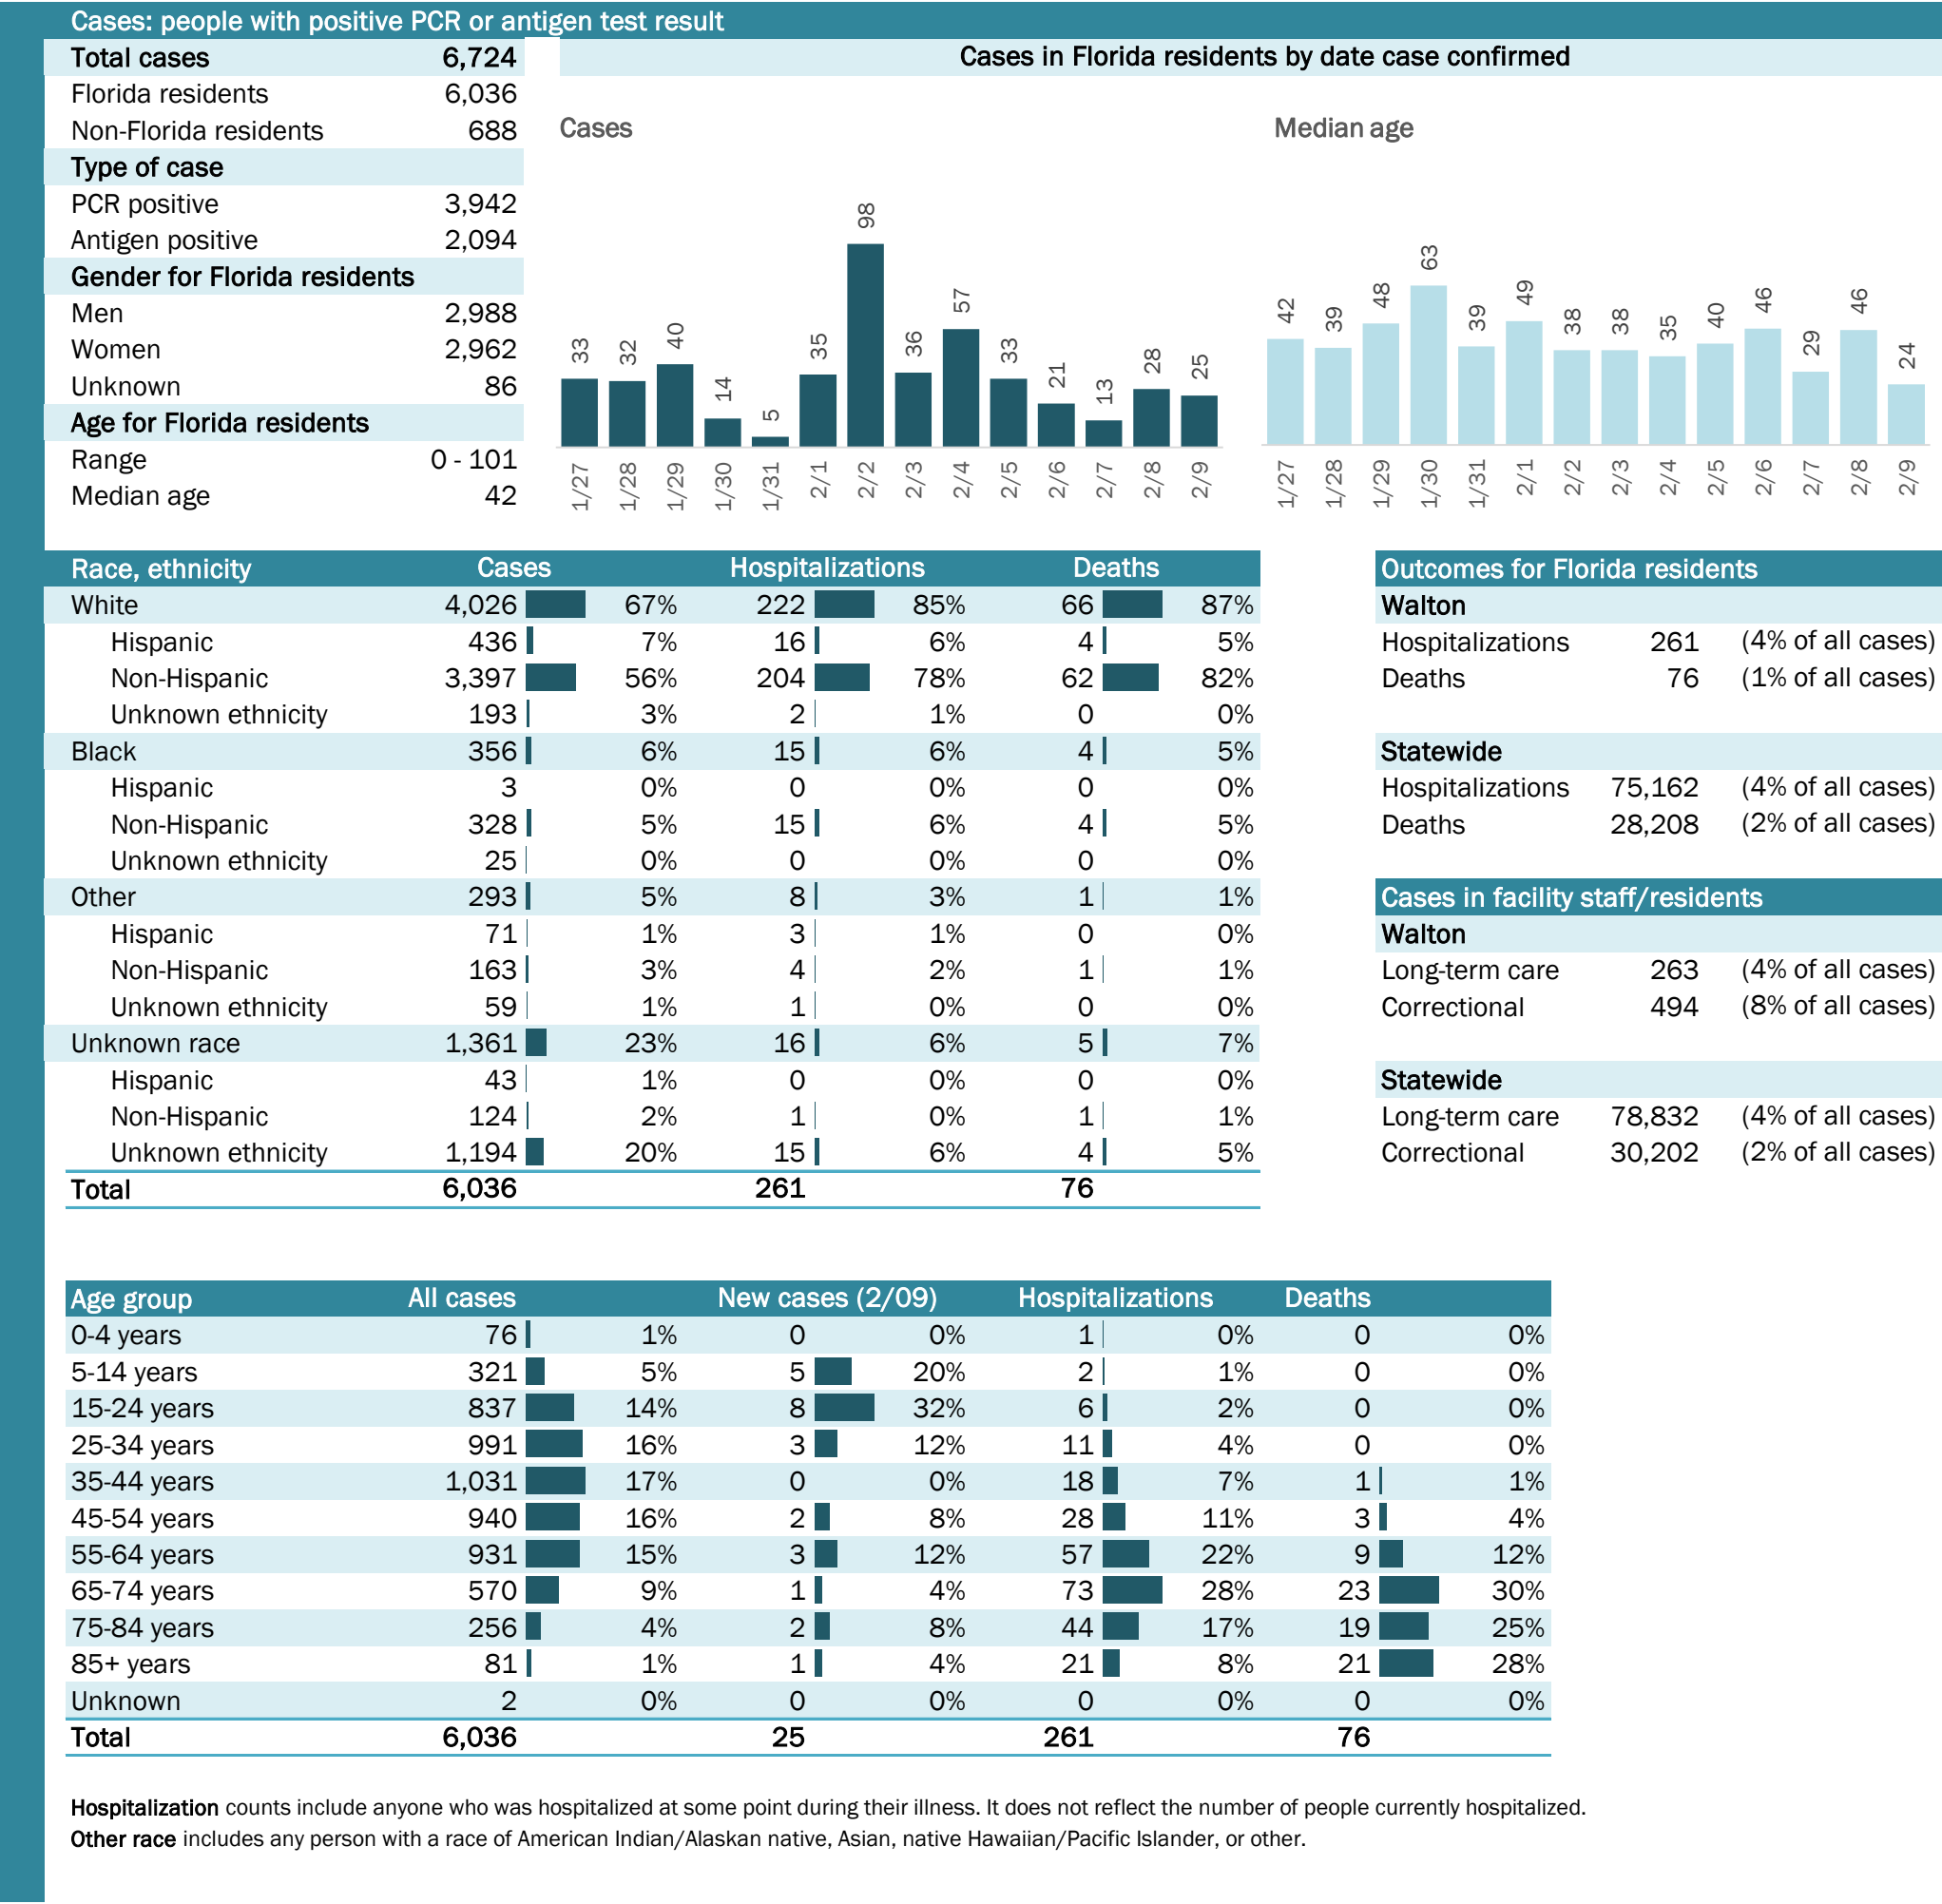 Cases: people with positive PCR or antigen test result
Total cases 6,724
Florida residents 6,036
Non-Florida residents 688
Type of case
PCR positive 3,942
Antigen positive 2,094
Gender for Florida residents
Men 2,988
Women 2,962
Unknown 86
Age for Florida residents
Range 0 - 101
Median age 42
Cases in Florida residents by date case confirmed
Cases
33 32 40 14 5 35 98 36 57 33 21 13 28 25
1/27 1/28 1/29 1/30 1/31 2/1 2/2 2/3 2/4 2/5 2/6 2/7 2/8 2/9
Median age
42 39 48 63 39 49 38 38 35 40 46 29 46 24
1/27 1/28 1/29 1/30 1/31 2/1 2/2 2/3 2/4 2/5 2/6 2/7 2/8 2/9
Race, ethnicity Cases Hospitalizations Deaths
White 4,026 67% 222 85% 66 87%
Hispanic 436 7% 16 6% 4 5%
Non-Hispanic 3,397 56% 204 78% 62 82%
Unknown ethnicity 193 3% 2 1% 0 0%
Black 356 6% 15 6% 4 5%
Hispanic 3 0% 0 0% 0 0%
Non-Hispanic 328 5% 15 6% 4 5%
Unknown ethnicity 25 0% 0 0% 0 0%
Other 293 5% 8 3% 1 1%
Hispanic 71 1% 3 1% 0 0%
Non-Hispanic 163 3% 4 2% 1 1%
Unknown ethnicity 59 1% 1 0% 0 0%
Unknown race 1,361 23% 16 6% 5 7%
Hispanic 43 1% 0 0% 0 0%
Non-Hispanic 124 2% 1 0% 1 1%
Unknown ethnicity 1,194 20% 15 6% 4 5%
Total 6,036 261 76
Outcomes for Florida residents
Walton
Hospitalizations 261 (4% of all cases)
Deaths 76 (1% of all cases)
Statewide
Hospitalizations 75,162 (4% of all cases)
Deaths 28,208 (2% of all cases)
Cases in facility staff/residents
Walton
Long-term care 263 (4% of all cases)
Correctional 494 (8% of all cases)
Statewide
Long-term care 78,832 (4% of all cases)
Correctional 30,202 (2% of all cases)
Age group All cases New cases (2/09) Hospitalizations Deaths
0-4 years 76 1% 0 0% 1 0% 0 0%
5-14 years 321 5% 5 20% 2 1% 0 0%
15-24 years 837 14% 8 32% 6 2% 0 0%
25-34 years 991 16% 3 12% 11 4% 0 0%
35-44 years 1,031 17% 0 0% 18 7% 1 1%
45-54 years 940 16% 2 8% 28 11% 3 4%
55-64 years 931 15% 3 12% 57 22% 9 12%
65-74 years 570 9% 1 4% 73 28% 23 30%
75-84 years 256 4% 2 8% 44 17% 19 25%
85+ years 81 1% 1 4% 21 8% 21 28%
Unknown 2 0% 0 0% 0 0% 0 0%
Total 6,036 25 261 76
Hospitalization counts include anyone who was hospitalized at some point during their illness. It does not reflect the number of people currently hospitalized.
Other race includes any person with a race of American Indian/Alaskan native, Asian, native Hawaiian/Pacific Islander, or other.